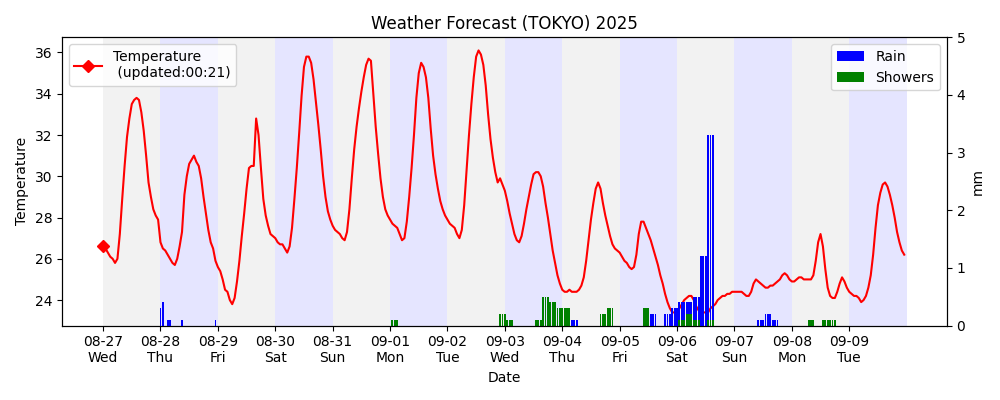 Weather Forecast (TOKYO) 2025
Temperature
(updated:00:21)
Rain
Showers
Temperature
36
34
32
30
28
26
24
5
4
3
2
1
0
mm
08-27 08-28 08-29 08-30 08-31 09-01 09-02 09-03 09-04 09-05 09-06 09-07 09-08 09-09
Wed Thu Fri Sat Sun Mon Tue Wed Thu Fri Sat Sun Mon Tue
Date